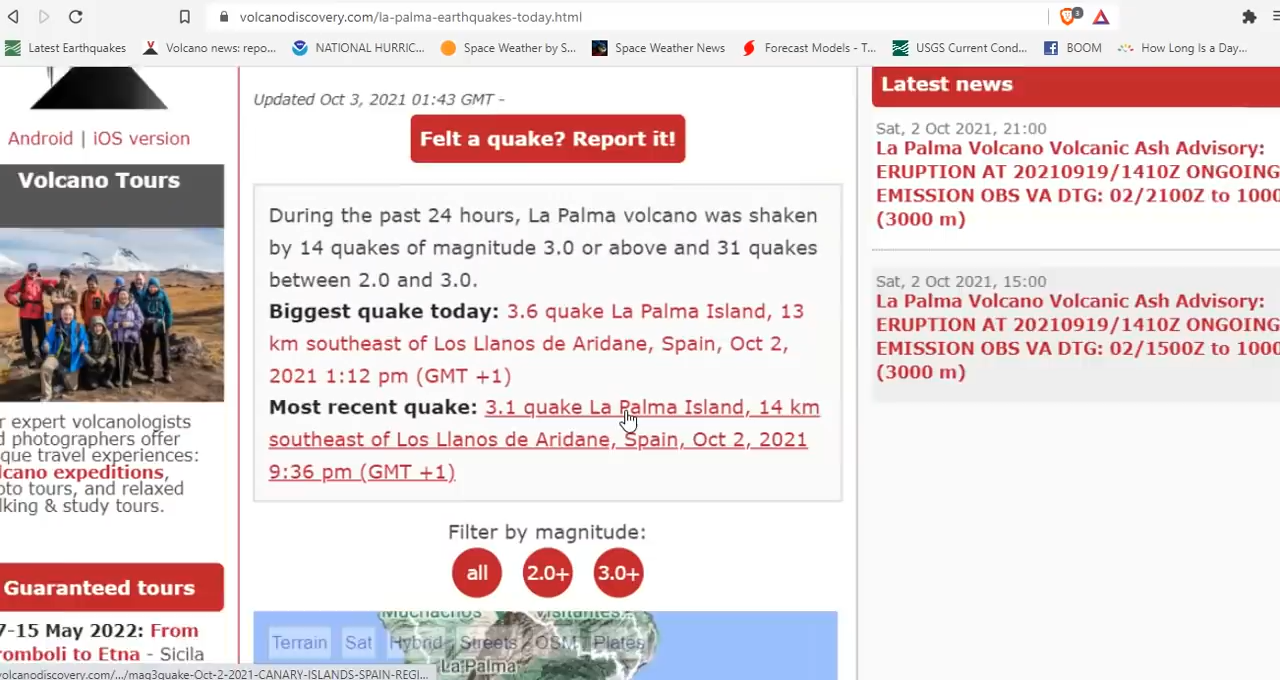 volcanodiscovery.com/la-palma-earthquakes-today.html
3
Latest Earthquakes
Volcano news: repo...
NATIONAL HURRIC...
Space Weather by S...
Space Weather News
Forecast Models - T...
USGS Current Cond...
BOOM
How Long Is a Day...
Android | iOS version
Volcano Tours
r expert volcanologists
d photographers offer
que travel experiences:
lcano expeditions,
oto tours, and relaxed
lking & study tours.
Guaranteed tours
7-15 May 2022: From
romboli to Etna - Sicila
Updated Oct 3, 2021 01:43 GMT -
Felt a quake? Report it!
During the past 24 hours, La Palma volcano was shaken
by 14 quakes of magnitude 3.0 or above and 31 quakes
between 2.0 and 3.0.
Biggest quake today: 3.6 quake La Palma Island, 13
km southeast of Los Llanos de Aridane, Spain, Oct 2,
2021 1:12 pm (GMT +1)
Most recent quake: 3.1 quake La Palma Island, 14 km
southeast of Los Llanos de Aridane, Spain, Oct 2, 2021
9:36 pm (GMT +1)
Filter by magnitude:
all
2.0+
3.0+
Muchachos
Visitantes...
Terrain
Sat
Hybrid
Streets
OSM
Plates
La Palma
Latest news
Sat, 2 Oct 2021, 21:00
La Palma Volcano Volcanic Ash Advisory:
ERUPTION AT 20210919/1410Z ONGOING
EMISSION OBS VA DTG: 02/2100Z to 1000
(3000 m)
Sat, 2 Oct 2021, 15:00
La Palma Volcano Volcanic Ash Advisory:
ERUPTION AT 20210919/1410Z ONGOING
EMISSION OBS VA DTG: 02/1500Z to 1000
(3000 m)
volcanodiscovery.com/.../mag3quake-Oct-2-2021-CANARY-ISLANDS-SPAIN-REGI...